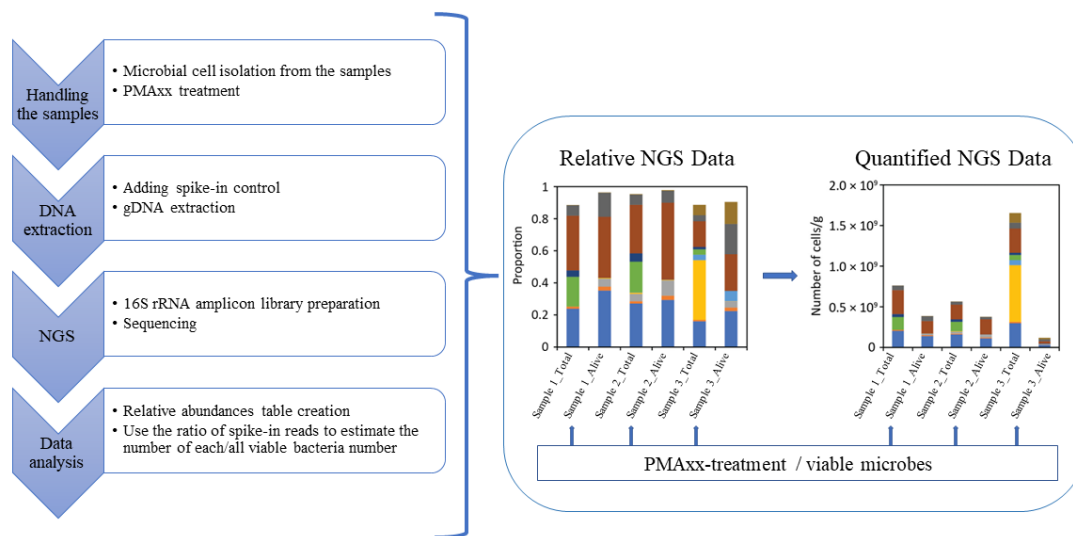 Handling
the samples
• Microbial cell isolation from the samples
• PMAxx treatment
DNA
extraction
• Adding spike-in control
• gDNA extraction
NGS
• 16S rRNA amplicon library preparation
• Sequencing
Data
analysis
• Relative abundances table creation
• Use the ratio of spike-in reads to estimate the
number of each/all viable bacteria number
Relative NGS Data
Proportion
1
0.8
0.6
0.4
0.2
0
Sample 1_Total
Sample 1_Alive
Sample 2_Total
Sample 2_Alive
Sample 3_Total
Sample 3_Alive
Quantified NGS Data
Number of cells/g
2.0 × 10⁹
1.5 × 10⁹
1.0 × 10⁹
0.5 × 10⁹
0
Sample 1_Total
Sample 1_Alive
Sample 2_Total
Sample 2_Alive
Sample 3_Total
Sample 3_Alive
PMAxx-treatment / viable microbes